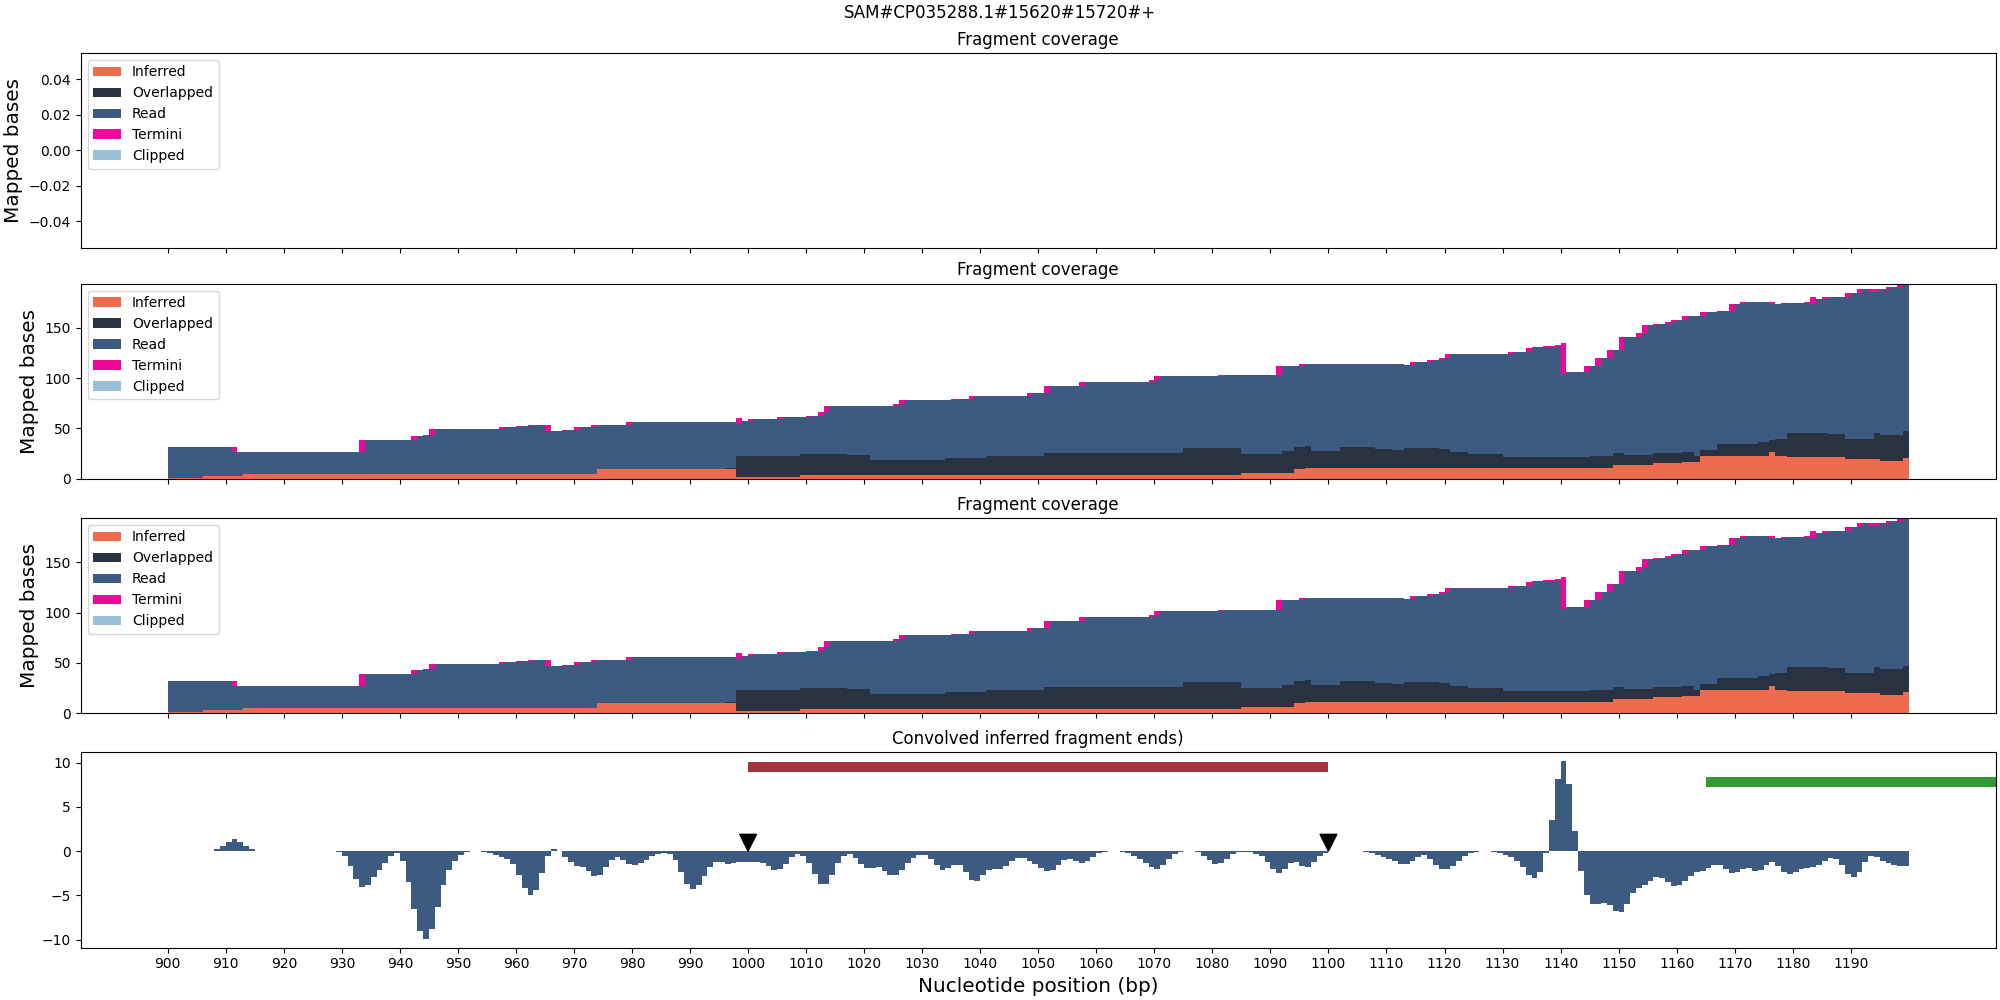 SAM#CP035288.1#15620#15720#+
Fragment coverage
Mapped bases
0.04
0.02
0.00
−0.02
−0.04
Inferred
Overlapped
Read
Termini
Clipped
Fragment coverage
Mapped bases
150
100
50
0
Inferred
Overlapped
Read
Termini
Clipped
Fragment coverage
Mapped bases
150
100
50
0
Inferred
Overlapped
Read
Termini
Clipped
Convolved inferred fragment ends)
10
5
0
−5
−10
900 910 920 930 940 950 960 970 980 990 1000 1010 1020 1030 1040 1050 1060 1070 1080 1090 1100 1110 1120 1130 1140 1150 1160 1170 1180 1190
Nucleotide position (bp)